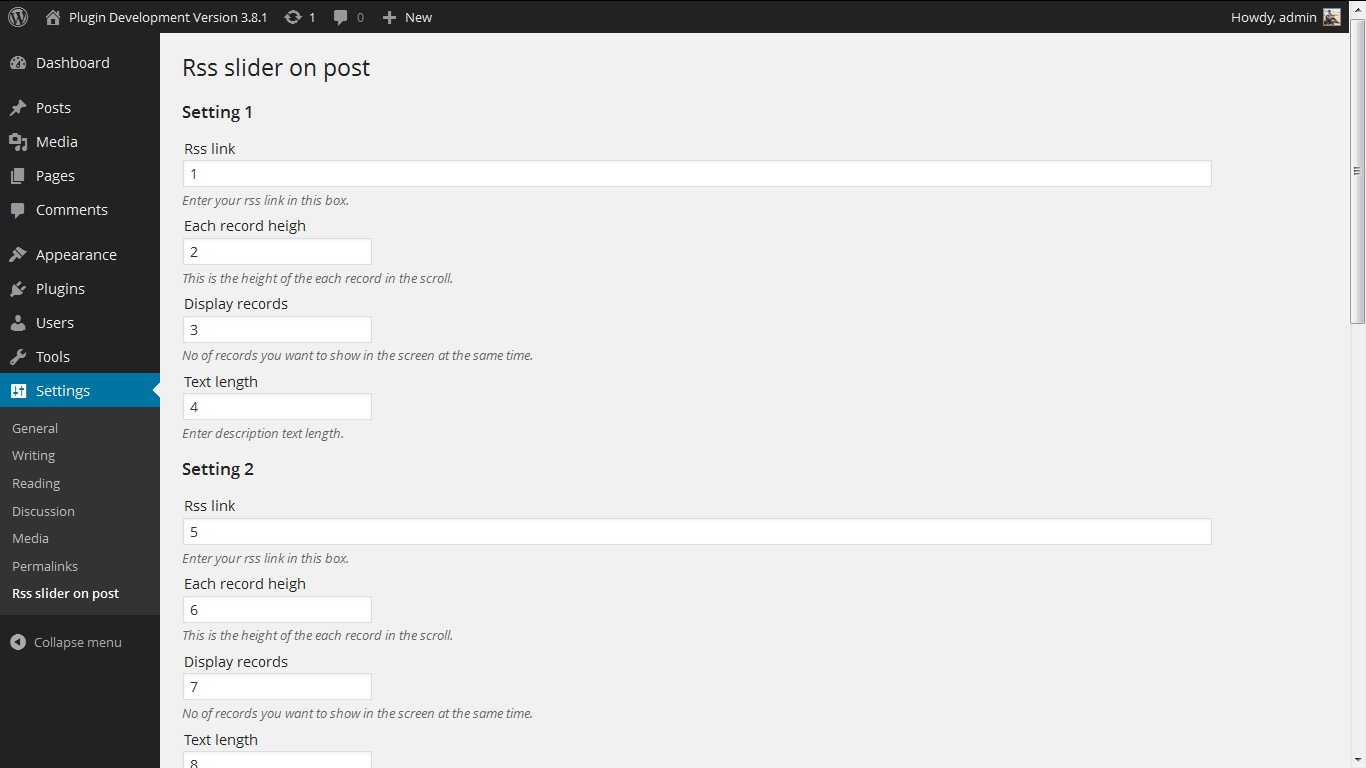 Plugin Development Version 3.8.1 1 0 New Howdy, admin
Dashboard
Posts
Media
Pages
Comments
Appearance
Plugins
Users
Tools
Settings
General
Writing
Reading
Discussion
Media
Permalinks
Rss slider on post
Collapse menu
Rss slider on post
Setting 1
Rss link
1
Enter your rss link in this box.
Each record heigh
2
This is the height of the each record in the scroll.
Display records
3
No of records you want to show in the screen at the same time.
Text length
4
Enter description text length.
Setting 2
Rss link
5
Enter your rss link in this box.
Each record heigh
6
This is the height of the each record in the scroll.
Display records
7
No of records you want to show in the screen at the same time.
Text length
8